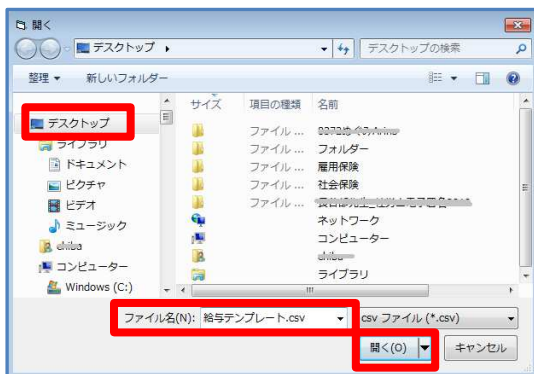 開く
デスクトップ
デスクトップの検索
整理 ▼ 新しいフォルダー
サイズ 項目の種類 名前
デスクトップ
ライブラリ
ドキュメント
ピクチャ
ビデオ
ミュージック
chiba
コンピューター
Windows (C:)
ファイル ...
ファイル ... フォルダー
ファイル ... 雇用保険
ファイル ... 社会保険
ファイル ...
ネットワーク
コンピューター
chiba
ライブラリ
ファイル名(N): 給与テンプレート.csv
csv ファイル (*.csv)
開く(O)
キャンセル